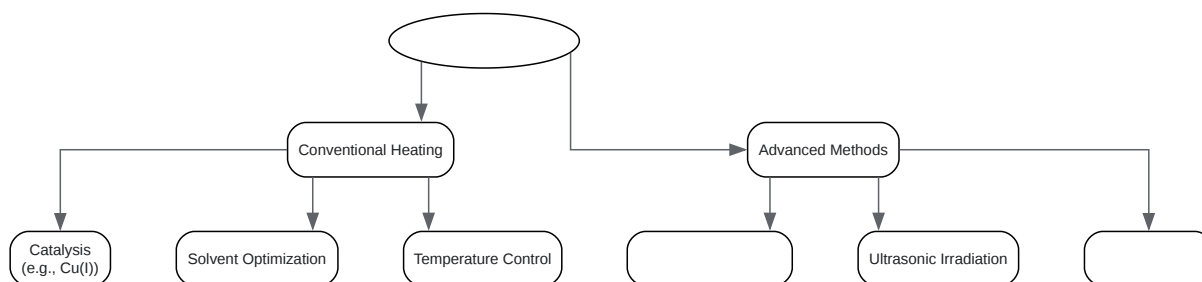 Conventional Heating
Advanced Methods
Catalysis
(e.g., Cu(I))
Solvent Optimization
Temperature Control
Ultrasonic Irradiation